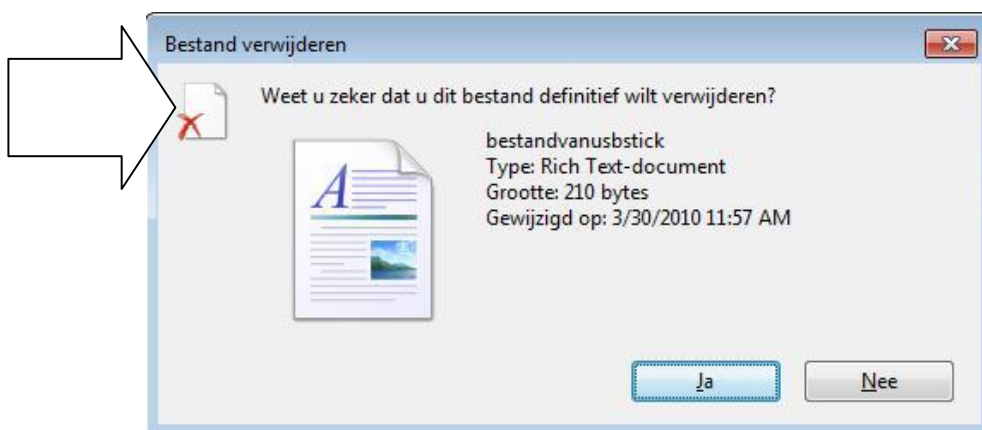 Bestand verwijderen
Weet u zeker dat u dit bestand definitief wilt verwijderen?
bestandvanusbstick
Type: Rich Text-document
Grootte: 210 bytes
Gewijzigd op: 3/30/2010 11:57 AM
Ja
Nee